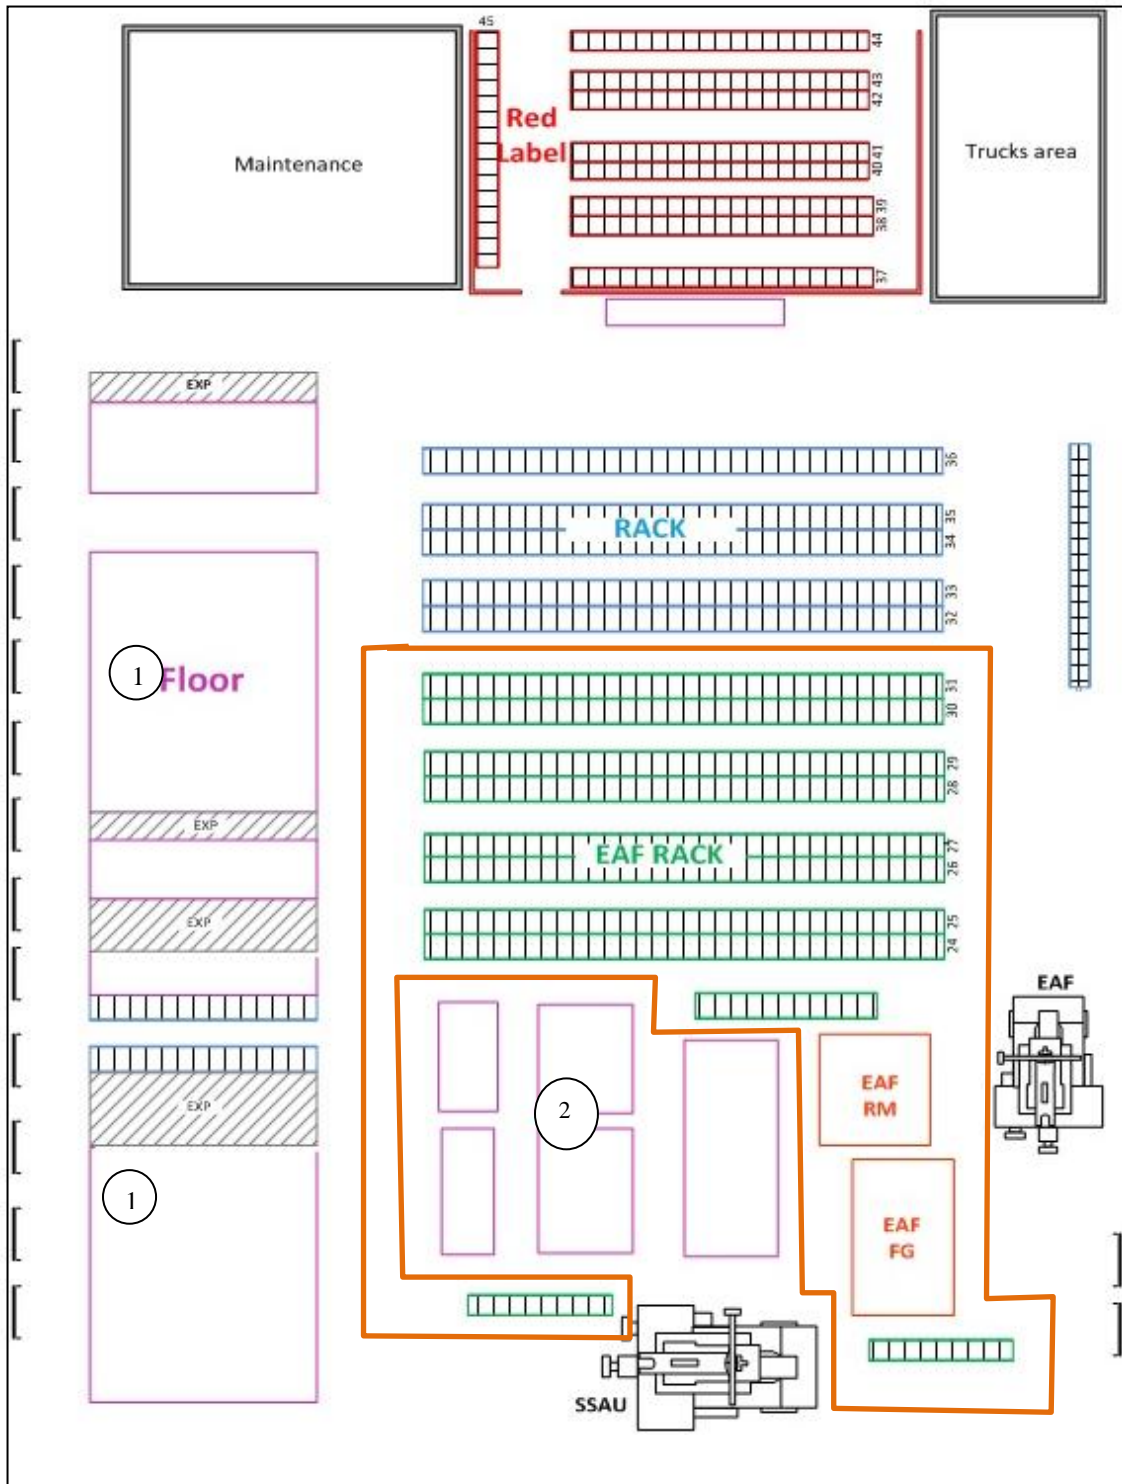 45
44
43
42
Red
Label
41
40
39
38
37
Maintenance
Trucks area
EXP
36
35
RACK
34
33
32
1
Floor
31
30
29
28
EXP
27
EAF RACK
26
EXP
25
24
EAF
EAF
RM
2
EXP
1
EAF
FG
SSAU